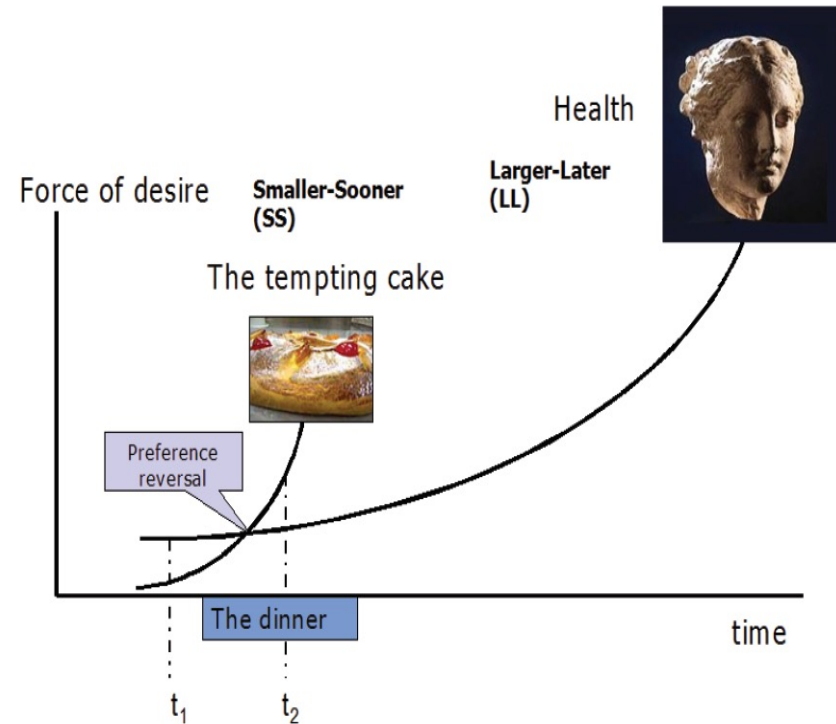 Health
Larger-Later
(LL)
Force of desire
Smaller-Sooner
(SS)
The tempting cake
Preference
reversal
The dinner
time
t₁
t₂